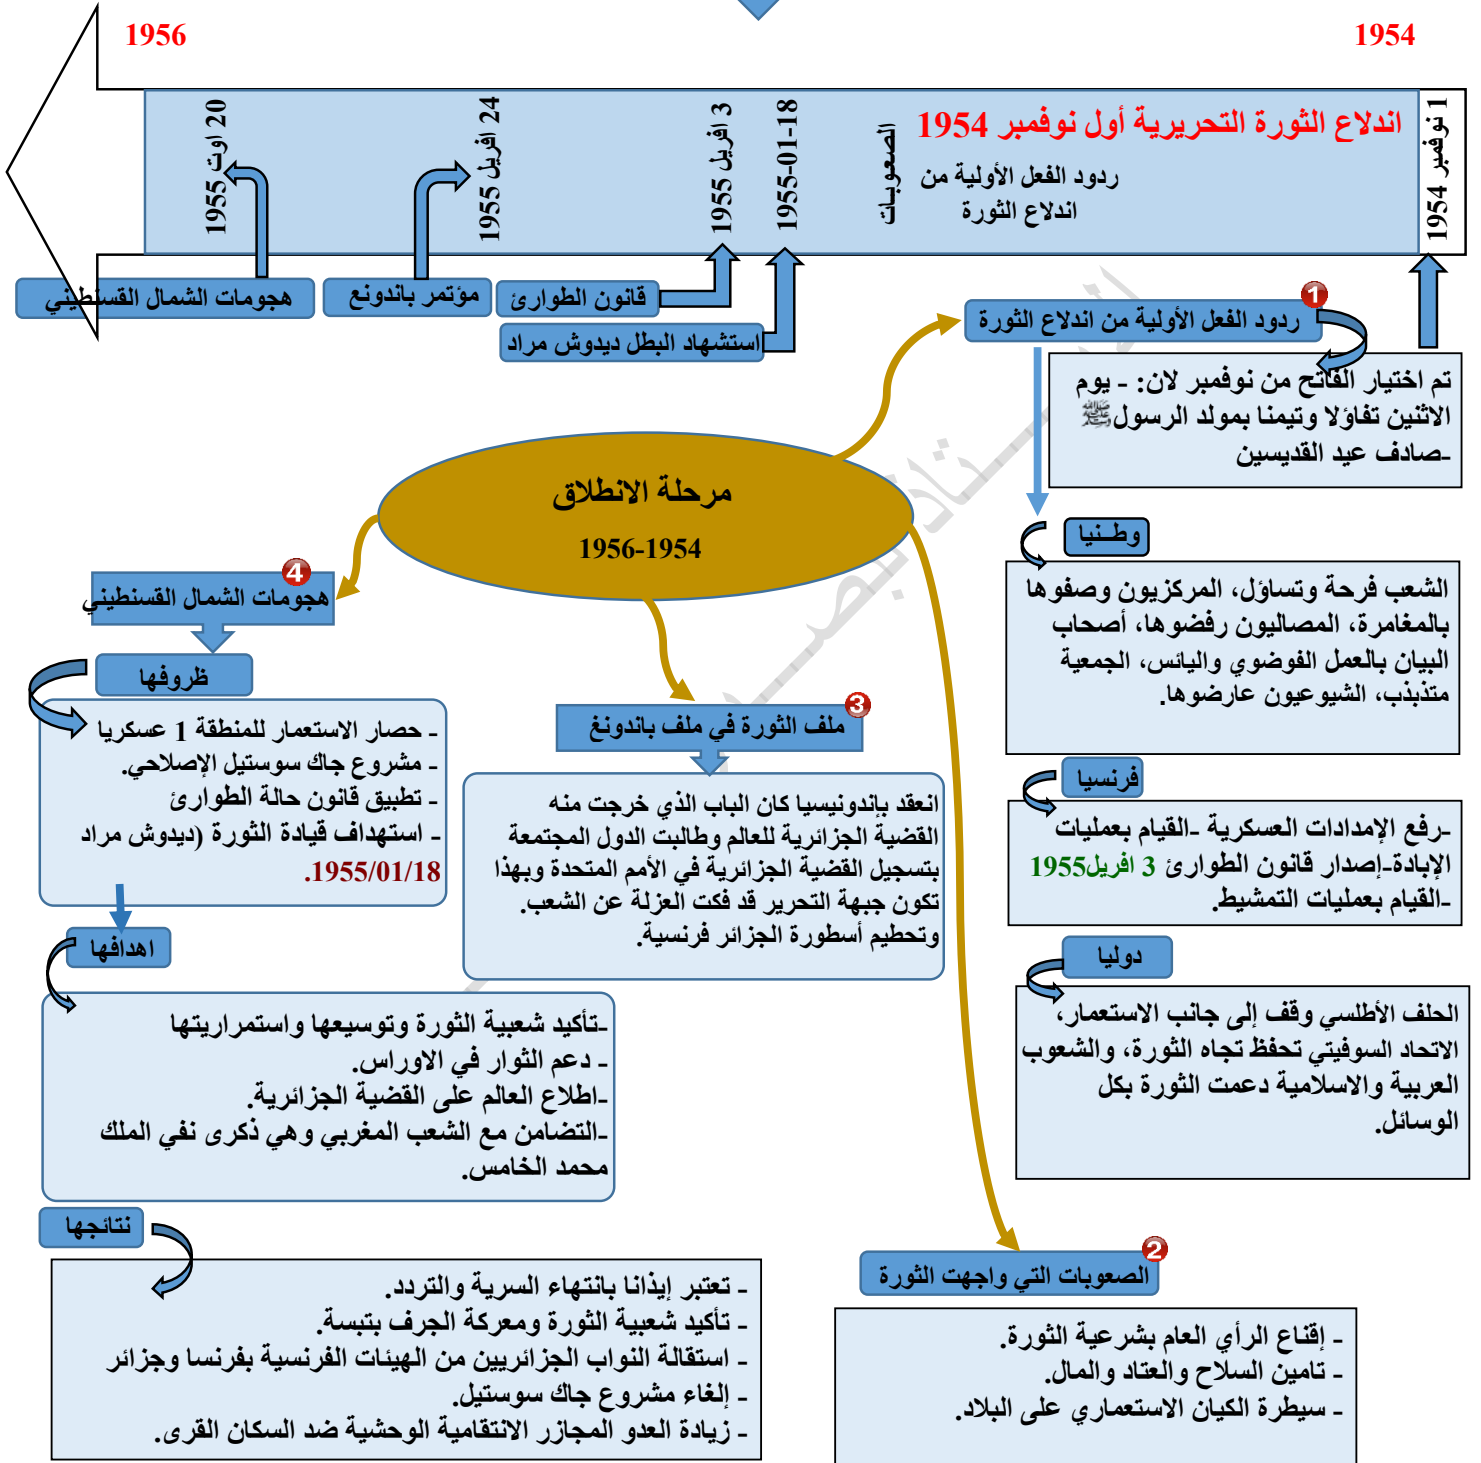 1954
1956
اندلاع الثورة التحريرية أول نوفمبر 1954
ردود الفعل الأولية من
اندلاع الثورة
1 نوفمبر 1954
الصعوبات
1955-01-18
3 افريل 1955
24 افريل 1955
20 اوت 1955
هجومات الشمال القسنطيني
مؤتمر باندونغ
قانون الطوارئ
استشهاد البطل ديدوش مراد
مرحلة الانطلاق
1956-1954
1
ردود الفعل الأولية من اندلاع الثورة
تم اختيار الفاتح من نوفمبر لان: - يوم
الاثنين تفاؤلا وتيمنا بمولد الرسول ﷺ
-صادف عيد القديسين
وطــنيا
الشعب فرحة وتساؤل، المركزيون وصفوها
بالمغامرة، المصاليون رفضوها، أصحاب
البيان بالعمل الفوضوي واليائس، الجمعية
متذبذب، الشيوعيون عارضوها.
فرنسيا
-رفع الإمدادات العسكرية -القيام بعمليات
الإبادة-إصدار قانون الطوارئ 3 افريل1955
-القيام بعمليات التمشيط.
دوليا
الحلف الأطلسي وقف إلى جانب الاستعمار،
الاتحاد السوفيتي تحفظ تجاه الثورة، والشعوب
العربية والاسلامية دعمت الثورة بكل
الوسائل.
2
الصعوبات التي واجهت الثورة
- إقناع الرأي العام بشرعية الثورة.
- تامين السلاح والعتاد والمال.
- سيطرة الكيان الاستعماري على البلاد.
3
ملف الثورة في ملف باندونغ
انعقد بإندونيسيا كان الباب الذي خرجت منه
القضية الجزائرية للعالم وطالبت الدول المجتمعة
بتسجيل القضية الجزائرية في الأمم المتحدة وبهذا
تكون جبهة التحرير قد فكت العزلة عن الشعب.
وتحطيم أسطورة الجزائر فرنسية.
4
هجومات الشمال القسنطيني
ظروفها
- حصار الاستعمار للمنطقة 1 عسكريا
- مشروع جاك سوستيل الإصلاحي.
- تطبيق قانون حالة الطوارئ
- استهداف قيادة الثورة (ديدوش مراد
1955/01/18.
اهدافها
-تأكيد شعبية الثورة وتوسيعها واستمراريتها
- دعم الثوار في الاوراس.
-اطلاع العالم على القضية الجزائرية.
-التضامن مع الشعب المغربي وهي ذكرى نفي الملك
محمد الخامس.
نتائجها
- تعتبر إيذانا بانتهاء السرية والتردد.
- تأكيد شعبية الثورة ومعركة الجرف بتبسة.
- استقالة النواب الجزائريين من الهيئات الفرنسية بفرنسا وجزائر
- إلغاء مشروع جاك سوستيل.
- زيادة العدو المجازر الانتقامية الوحشية ضد السكان القرى.